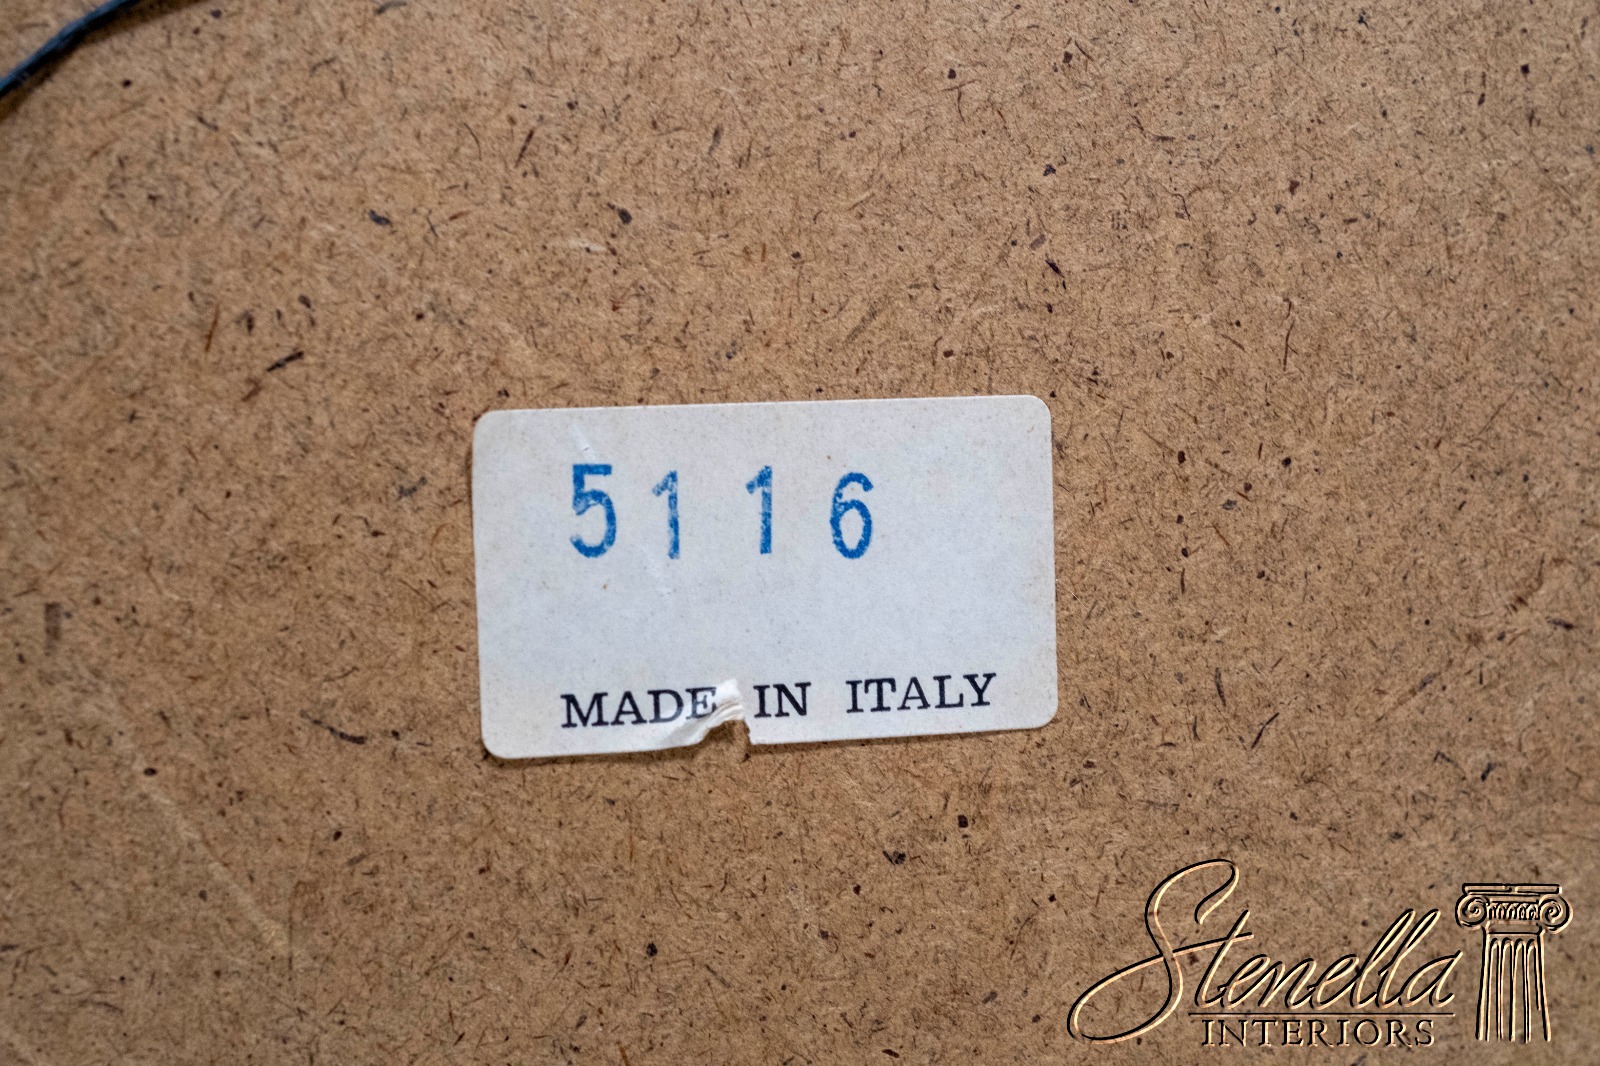 5116
MADE IN ITALY
Stenella
INTERIORS